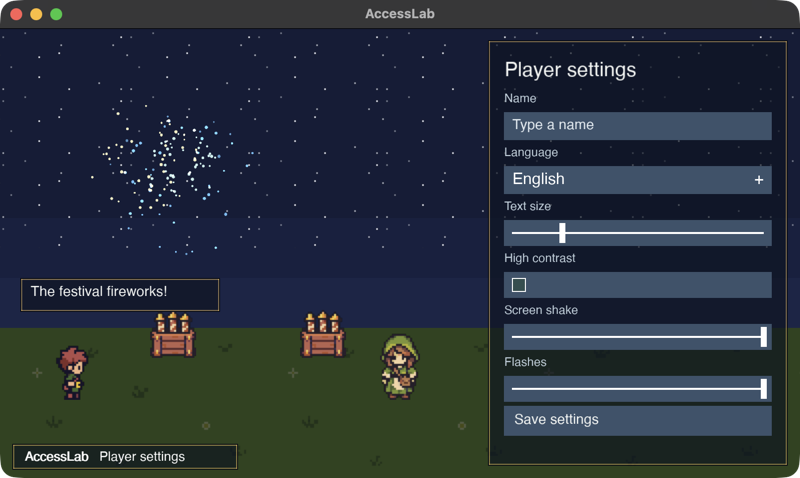 AccessLab
Player settings
Name
Type a name
Language
English +
Text size
High contrast
Screen shake
Flashes
Save settings
The festival fireworks!
AccessLab Player settings